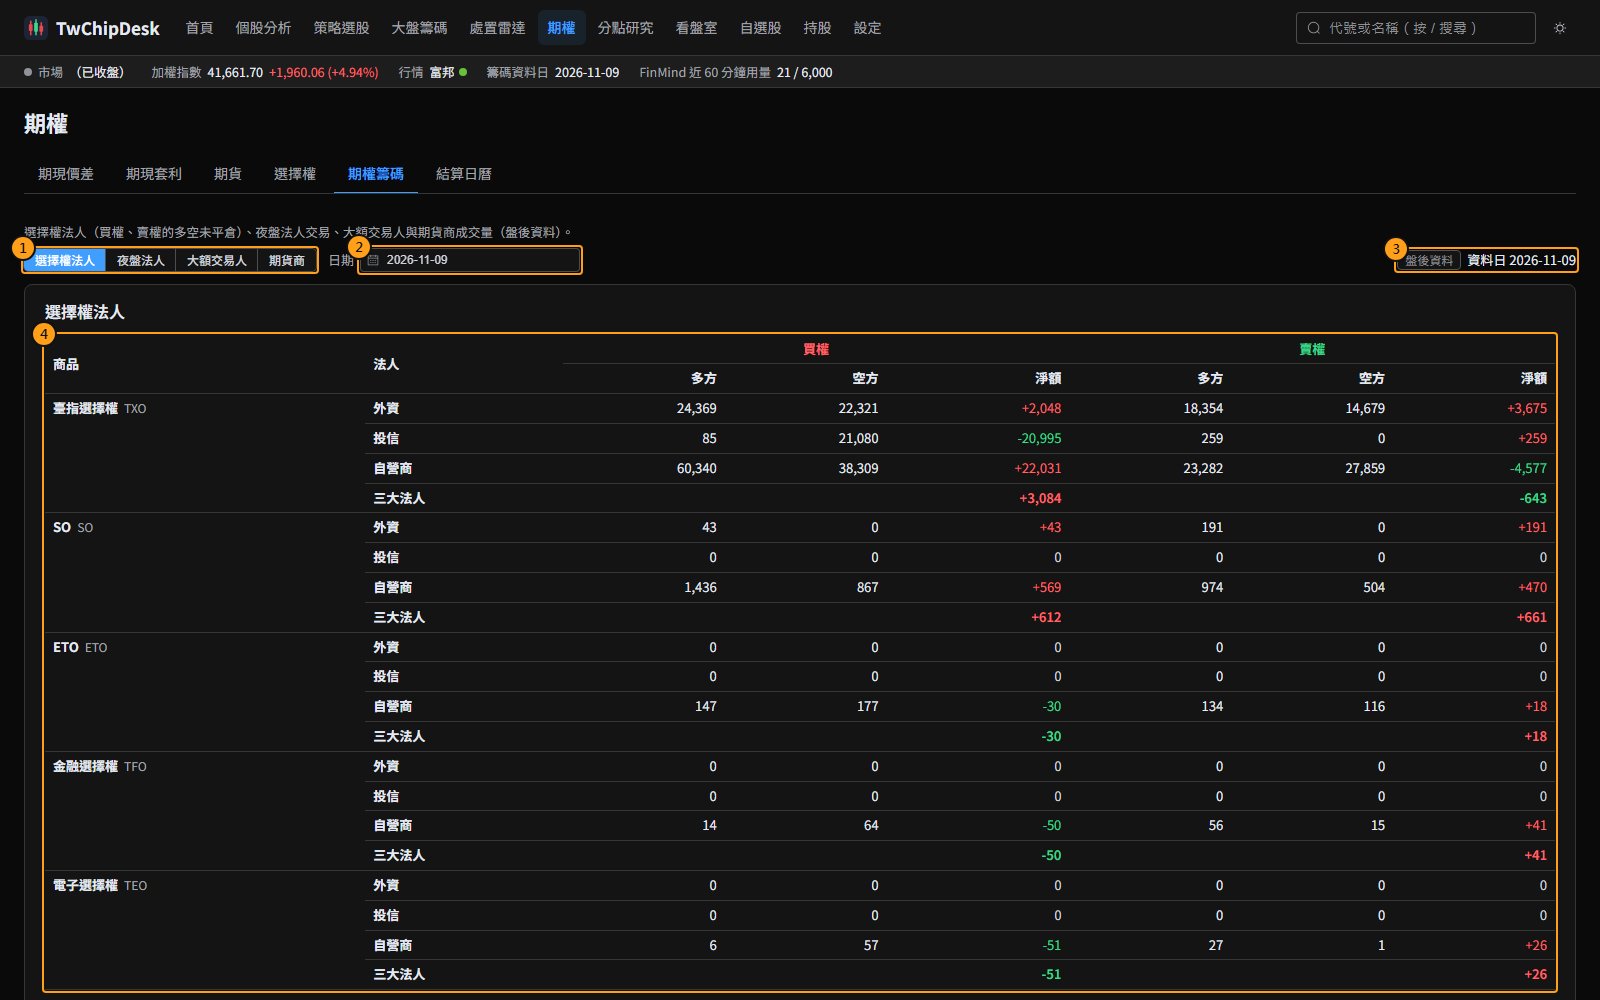 TwChipDesk 首頁 個股分析 策略選股 大盤籌碼 處置雷達 期權 分點研究 看盤室 自選股 持股 設定 代號或名稱（按 / 搜尋）
市場 （已收盤） 加權指數 41,661.70 +1,960.06 (+4.94%) 行情 富邦 籌碼資料日 2026-11-09 FinMind 近 60 分鐘用量 21 / 6,000
期權
期現價差 期現套利 期貨 選擇權 期權籌碼 結算日曆
選擇權法人（買權、賣權的多空未平倉）、夜盤法人交易、大額交易人與期貨商成交量（盤後資料）。
1 2 3
選擇權法人 夜盤法人 大額交易人 期貨商 日期 2026-11-09 盤後資料 資料日 2026-11-09
選擇權法人
4
商品 法人 買權 賣權
多方 空方 淨額 多方 空方 淨額
臺指選擇權 TXO 外資 24,369 22,321 +2,048 18,354 14,679 +3,675
投信 85 21,080 -20,995 259 0 +259
自營商 60,340 38,309 +22,031 23,282 27,859 -4,577
三大法人 +3,084 -643
SO SO 外資 43 0 +43 191 0 +191
投信 0 0 0 0 0 0
自營商 1,436 867 +569 974 504 +470
三大法人 +612 +661
ETO ETO 外資 0 0 0 0 0 0
投信 0 0 0 0 0 0
自營商 147 177 -30 134 116 +18
三大法人 -30 +18
金融選擇權 TFO 外資 0 0 0 0 0 0
投信 0 0 0 0 0 0
自營商 14 64 -50 56 15 +41
三大法人 -50 +41
電子選擇權 TEO 外資 0 0 0 0 0 0
投信 0 0 0 0 0 0
自營商 6 57 -51 27 1 +26
三大法人 -51 +26